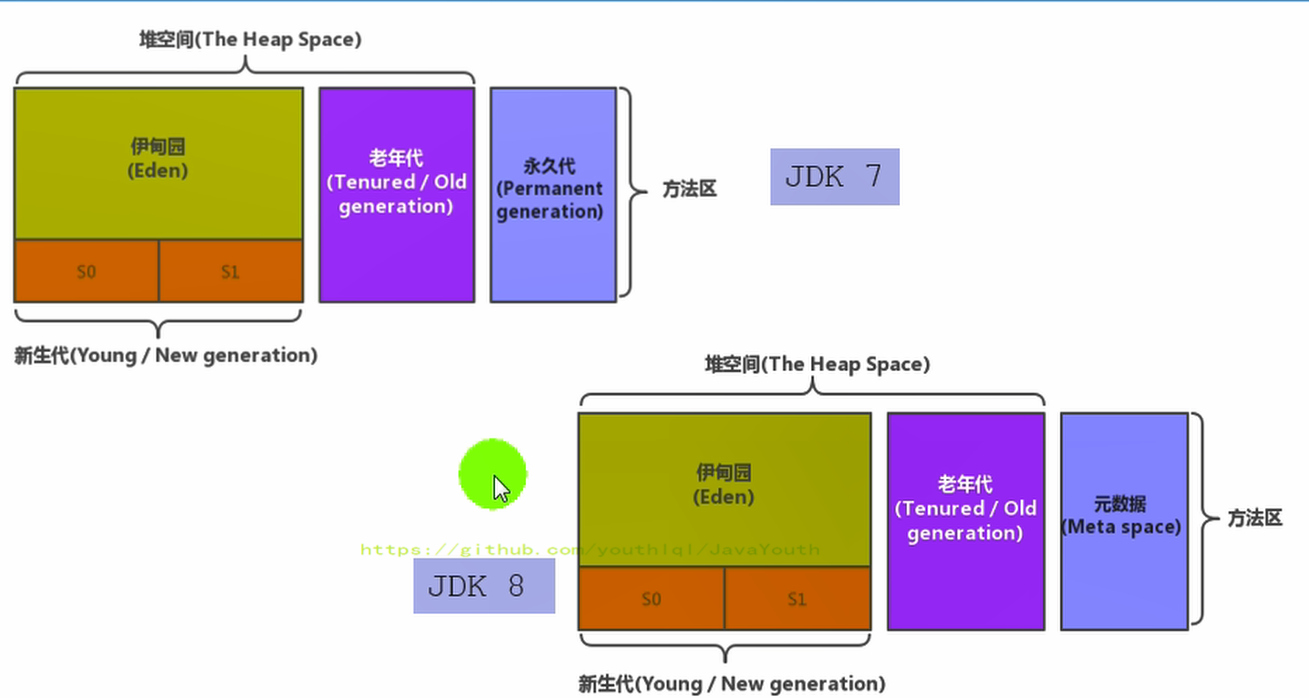 堆空间(The Heap Space)
伊甸园
(Eden)
S0
S1
老年代
(Tenured / Old
generation)
永久代
(Permanent
generation)
方法区
JDK 7
新生代(Young / New generation)
堆空间(The Heap Space)
伊甸园
(Eden)
S0
S1
老年代
(Tenured / Old
generation)
元数据
(Meta space)
方法区
https://github.com/youthlql/JavaYouth
JDK 8
新生代(Young / New generation)